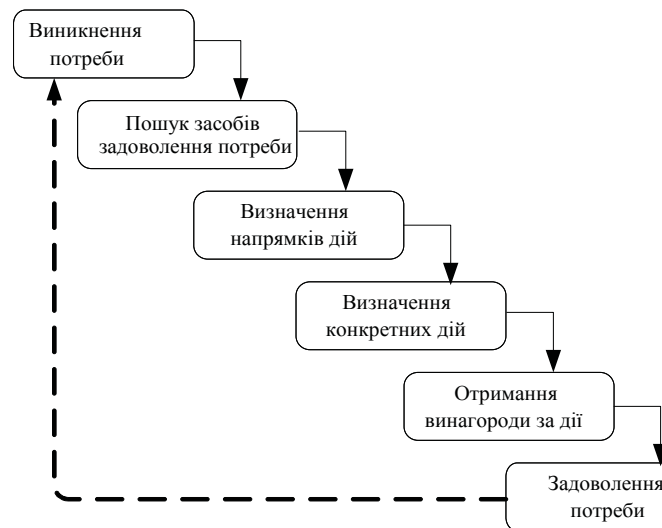 Виникнення
потреби
Пошук засобів
задоволення потреби
Визначення
напрямків дій
Визначення
конкретних дій
Отримання
винагороди за дії
Задоволення
потреби